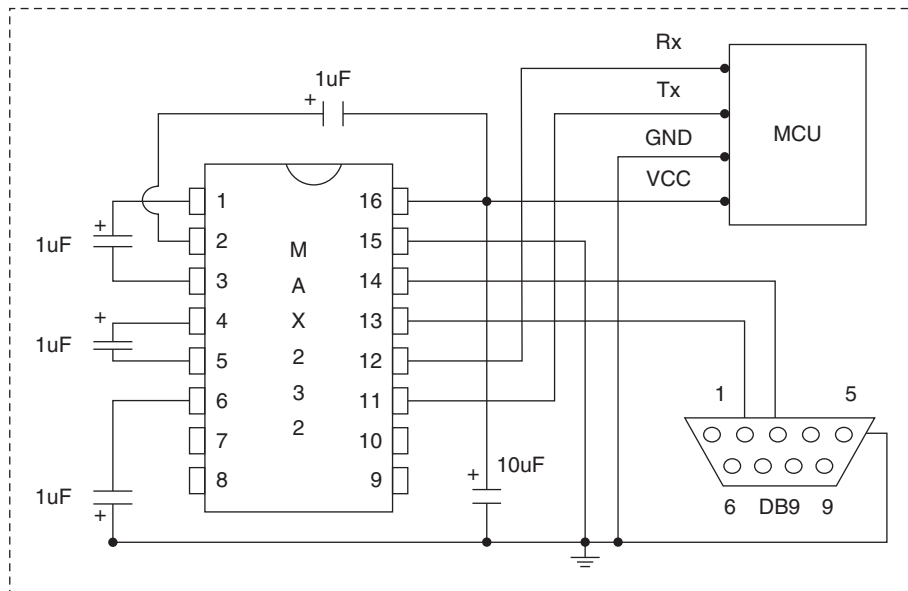 Rx
1uF
+
Tx
MCU
GND
VCC
1 16
+
1uF
2 M 15
3 A 14
+
1uF
4 X 13
5 2 12
6 3 11
1 5
7 2 10
8 9
+
10uF
1uF
+
6 DB9 9